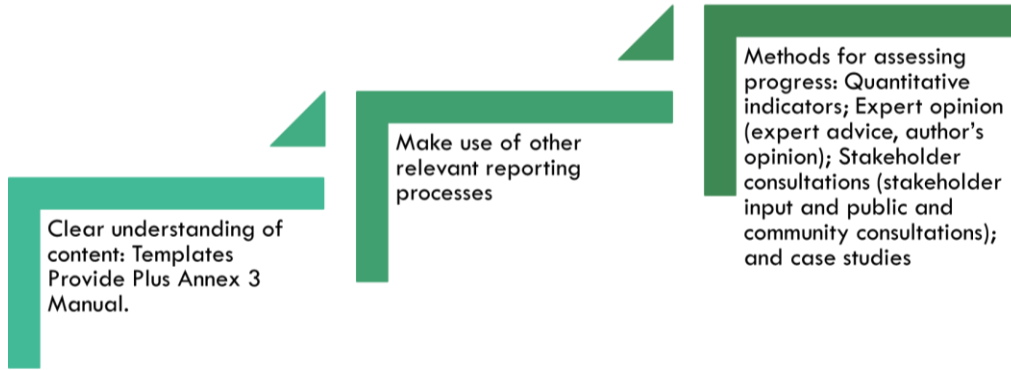 Clear understanding of
content: Templates
Provide Plus Annex 3
Manual.
Make use of other
relevant reporting
processes
Methods for assessing
progress: Quantitative
indicators; Expert opinion
(expert advice, author’s
opinion); Stakeholder
consultations (stakeholder
input and public and
community consultations);
and case studies